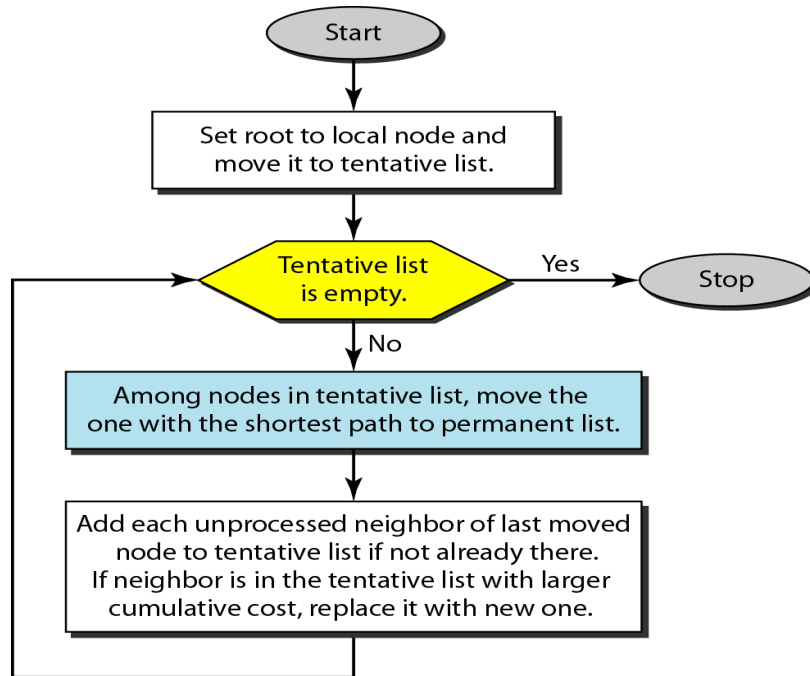 Start
Set root to local node and
move it to tentative list.
Tentative list
is empty.
Yes
Stop
No
Among nodes in tentative list, move the
one with the shortest path to permanent list.
Add each unprocessed neighbor of last moved
node to tentative list if not already there.
If neighbor is in the tentative list with larger
cumulative cost, replace it with new one.